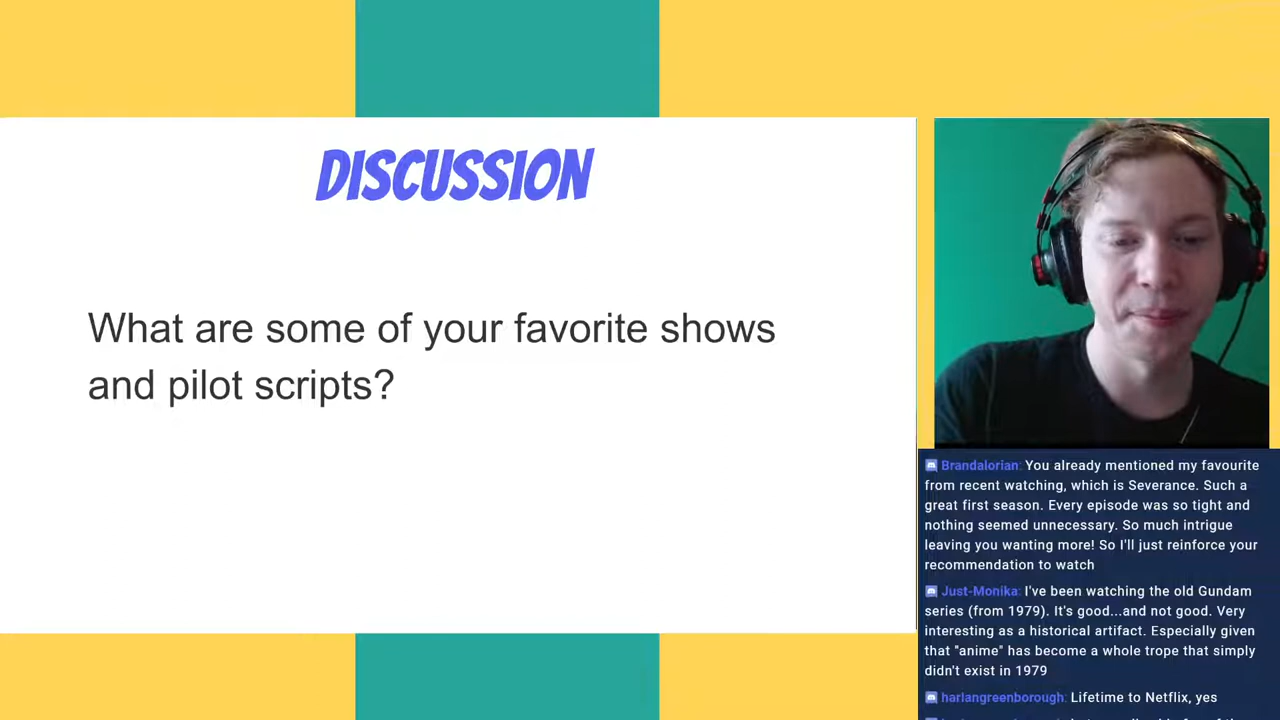 DISCUSSION
What are some of your favorite shows
and pilot scripts?
Brandalorian: You already mentioned my favourite
from recent watching, which is Severance. Such a
great first season. Every episode was so tight and
nothing seemed unnecessary. So much intrigue
leaving you wanting more! So I'll just reinforce your
recommendation to watch
Just-Monika: I've been watching the old Gundam
series (from 1979). It's good...and not good. Very
interesting as a historical artifact. Especially given
that "anime" has become a whole trope that simply
didn't exist in 1979
harlangreenborough: Lifetime to Netflix, yes